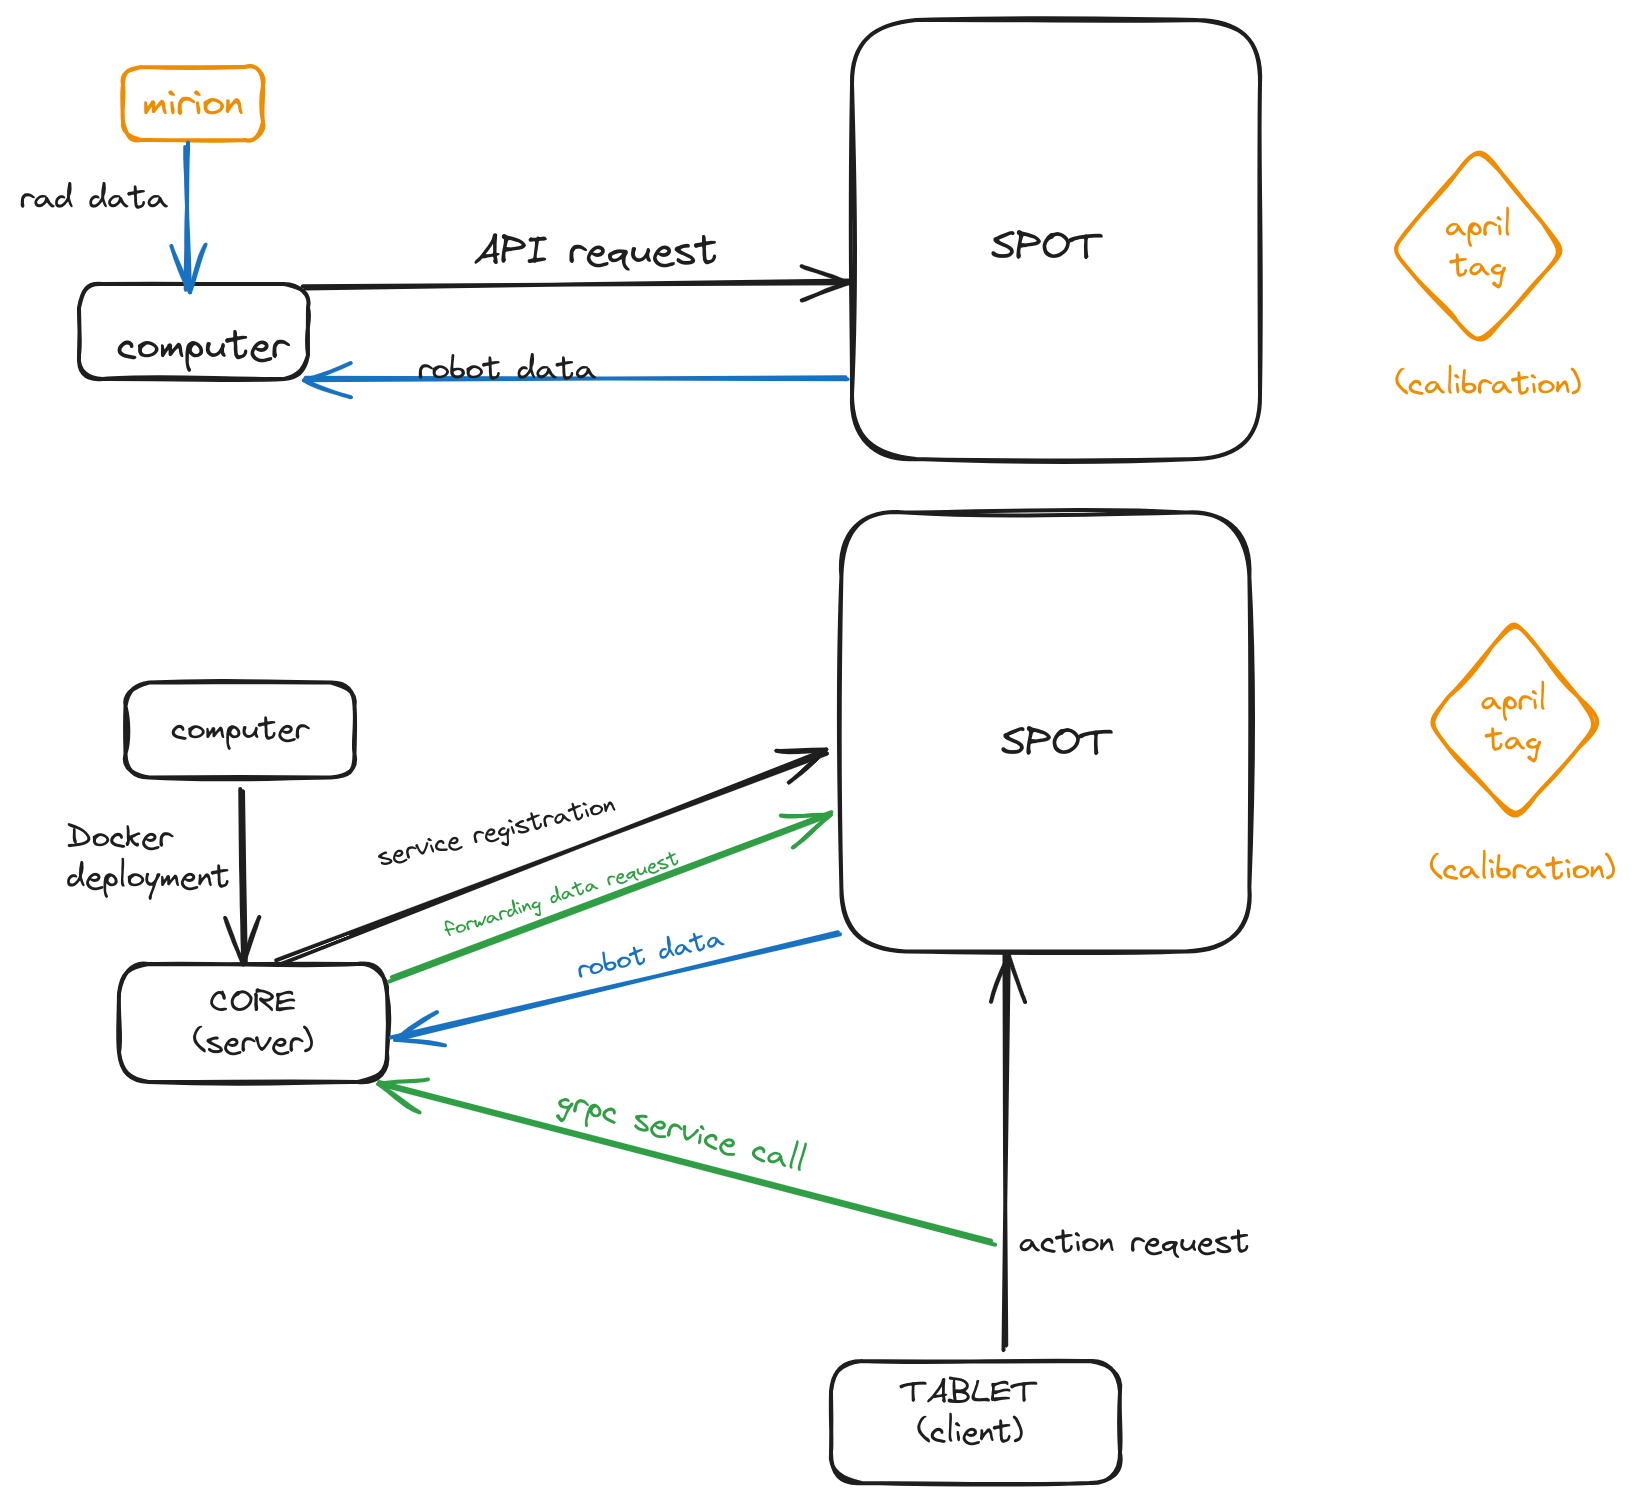 mirion
rad data
API request
SPOT
april
tag
computer
robot data
(calibration)
computer
SPOT
april
tag
Docker
deployment
service registration
forwarding data request
(calibration)
robot data
CORE
(server)
grpc service call
action request
TABLET
(client)